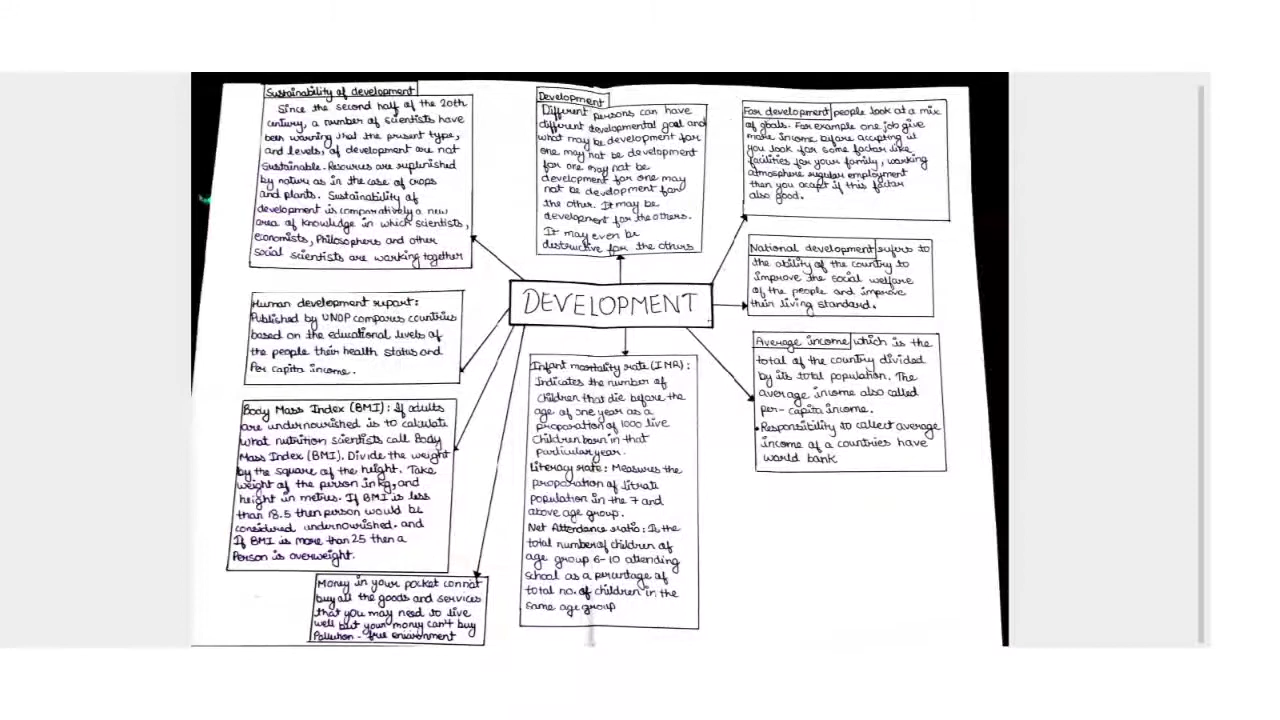 Sustainability of development
Since the second half of the 20th
century, a number of scientists have
been warning that the present type,
and levels, of development are not
sustainable. Resources are replenished
by nature as in the case of crops
and plants. Sustainability of
development is comparatively a new
area of knowledge in which scientists,
economists, Philosophers and other
social scientists are working together
Development
Different persons can have
different developmental goal and
what may be development for
one may not be development
for one may not be
development for one may
not be development for
the other. It may be
development for the others.
It may even be
destructive for the others
For development people look at a mix
of goals. For example one job give
more income before accpting it
you look for some factor like
facilities for your family, working
atmosphere regular employment
then you acapt if this factor
also good.
National development refers to
the ability of the country to
improve the social welfare
of the people and improve
their living standard.
DEVELOPMENT
Human development report:
Published by UNDP compares countries
based on the educational levels of
the people their health status and
Per capita income.
Average income which is the
total of the country divided
by its total population. The
average income also called
per-capita income.
• Responsibility to collect average
income of a countries have
world bank
Infant mortality rate (IMR):
Indicates the number of
children that die before the
age of one year as a
proparation of 1000 live
children born in that
particular year.
Literacy rate: Measures the
proparation of litrate
population in the 7 and
above age group.
Net Attendance ratio: Is the
total number of children of
age group 6-10 attending
school as a percentage of
total no. of children in the
same age group
Body Mass Index (BMI): If adults
are undernourished is to calculate
what nutrition scientists call Body
Mass Index (BMI). Divide the weight
by the square of the height. Take
weight of the person in kg, and
height in metres. If BMI is less
than 18.5 then person would be
considered undernourished. and
If BMI is more than 25 then a
Person is overweight.
Money in your pocket connat
buy all the goods and services
that you may need to live
well but your money can't buy
Pollution - free enironment